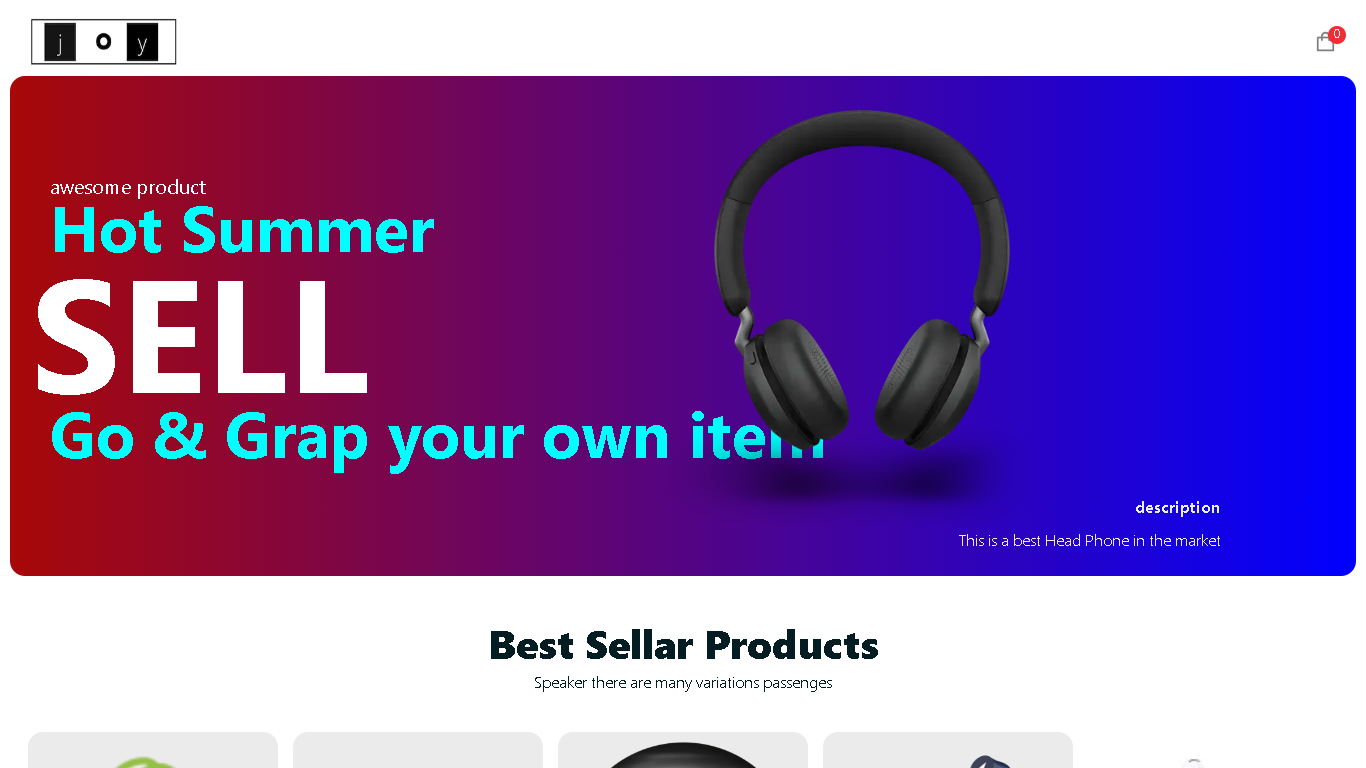 j o y
0
awesome product
Hot Summer
SELL
Go & Grap your own item
description
This is a best Head Phone in the market
Best Sellar Products
Speaker there are many variations passenges